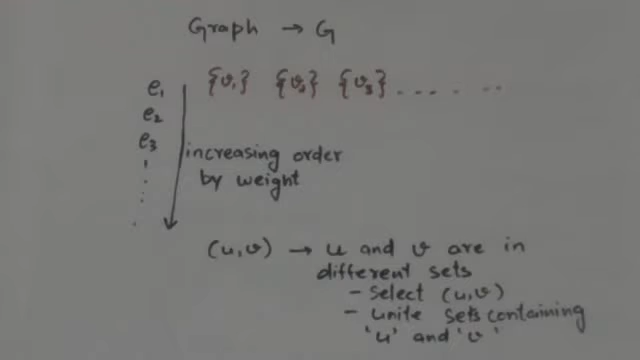 Graph → G
e₁ {v₁} {v₂} {v₃} . . . . . .
e₂
e₃
increasing order
by weight
(u,v) → u and v are in
different sets
- select (u,v)
- unite sets containing
'u' and 'v'